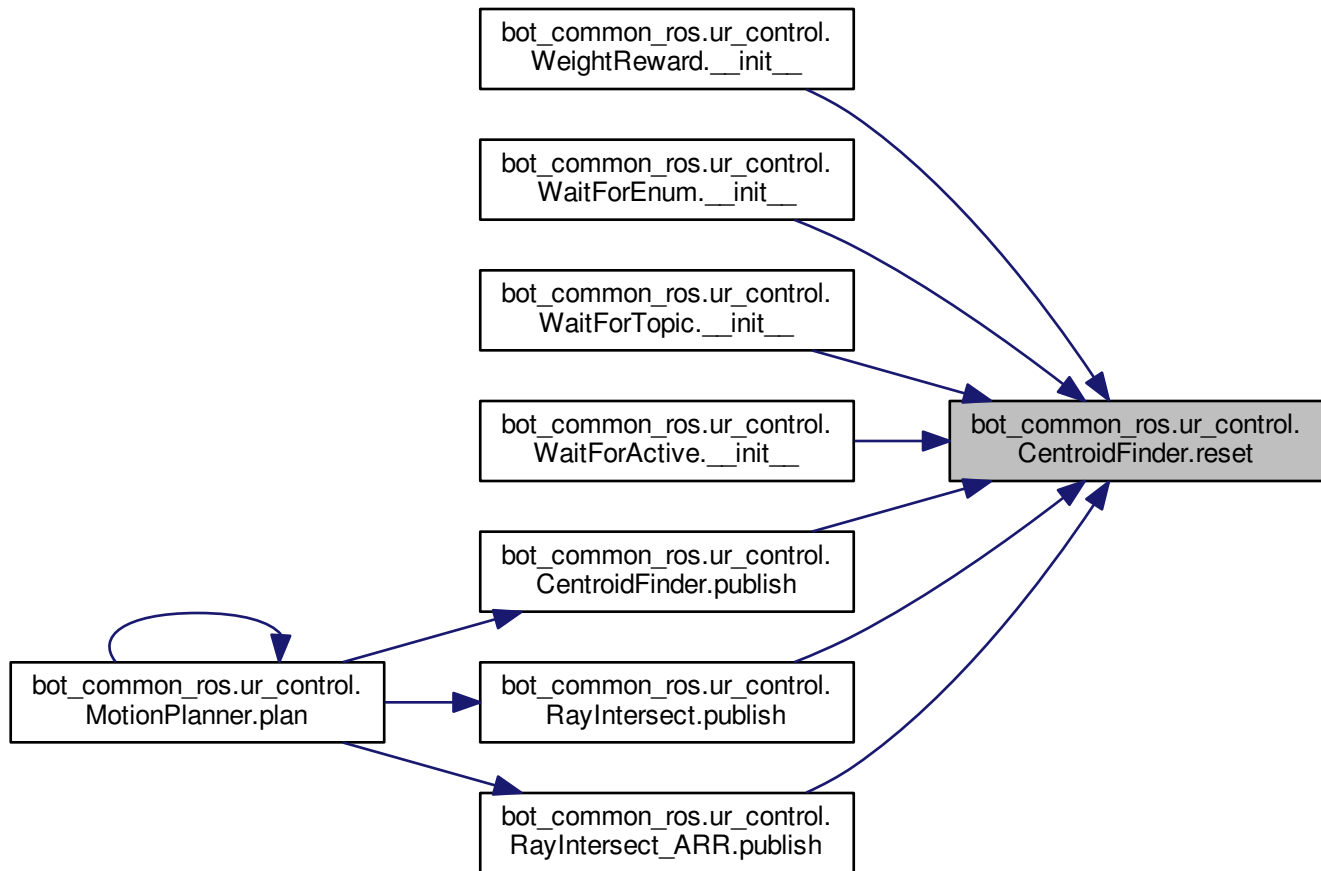 bot_common_ros.ur_control.
WeightReward.__init__
bot_common_ros.ur_control.
WaitForEnum.__init__
bot_common_ros.ur_control.
WaitForTopic.__init__
bot_common_ros.ur_control.
WaitForActive.__init__
bot_common_ros.ur_control.
CentroidFinder.reset
bot_common_ros.ur_control.
CentroidFinder.publish
bot_common_ros.ur_control.
MotionPlanner.plan
bot_common_ros.ur_control.
RayIntersect.publish
bot_common_ros.ur_control.
RayIntersect_ARR.publish